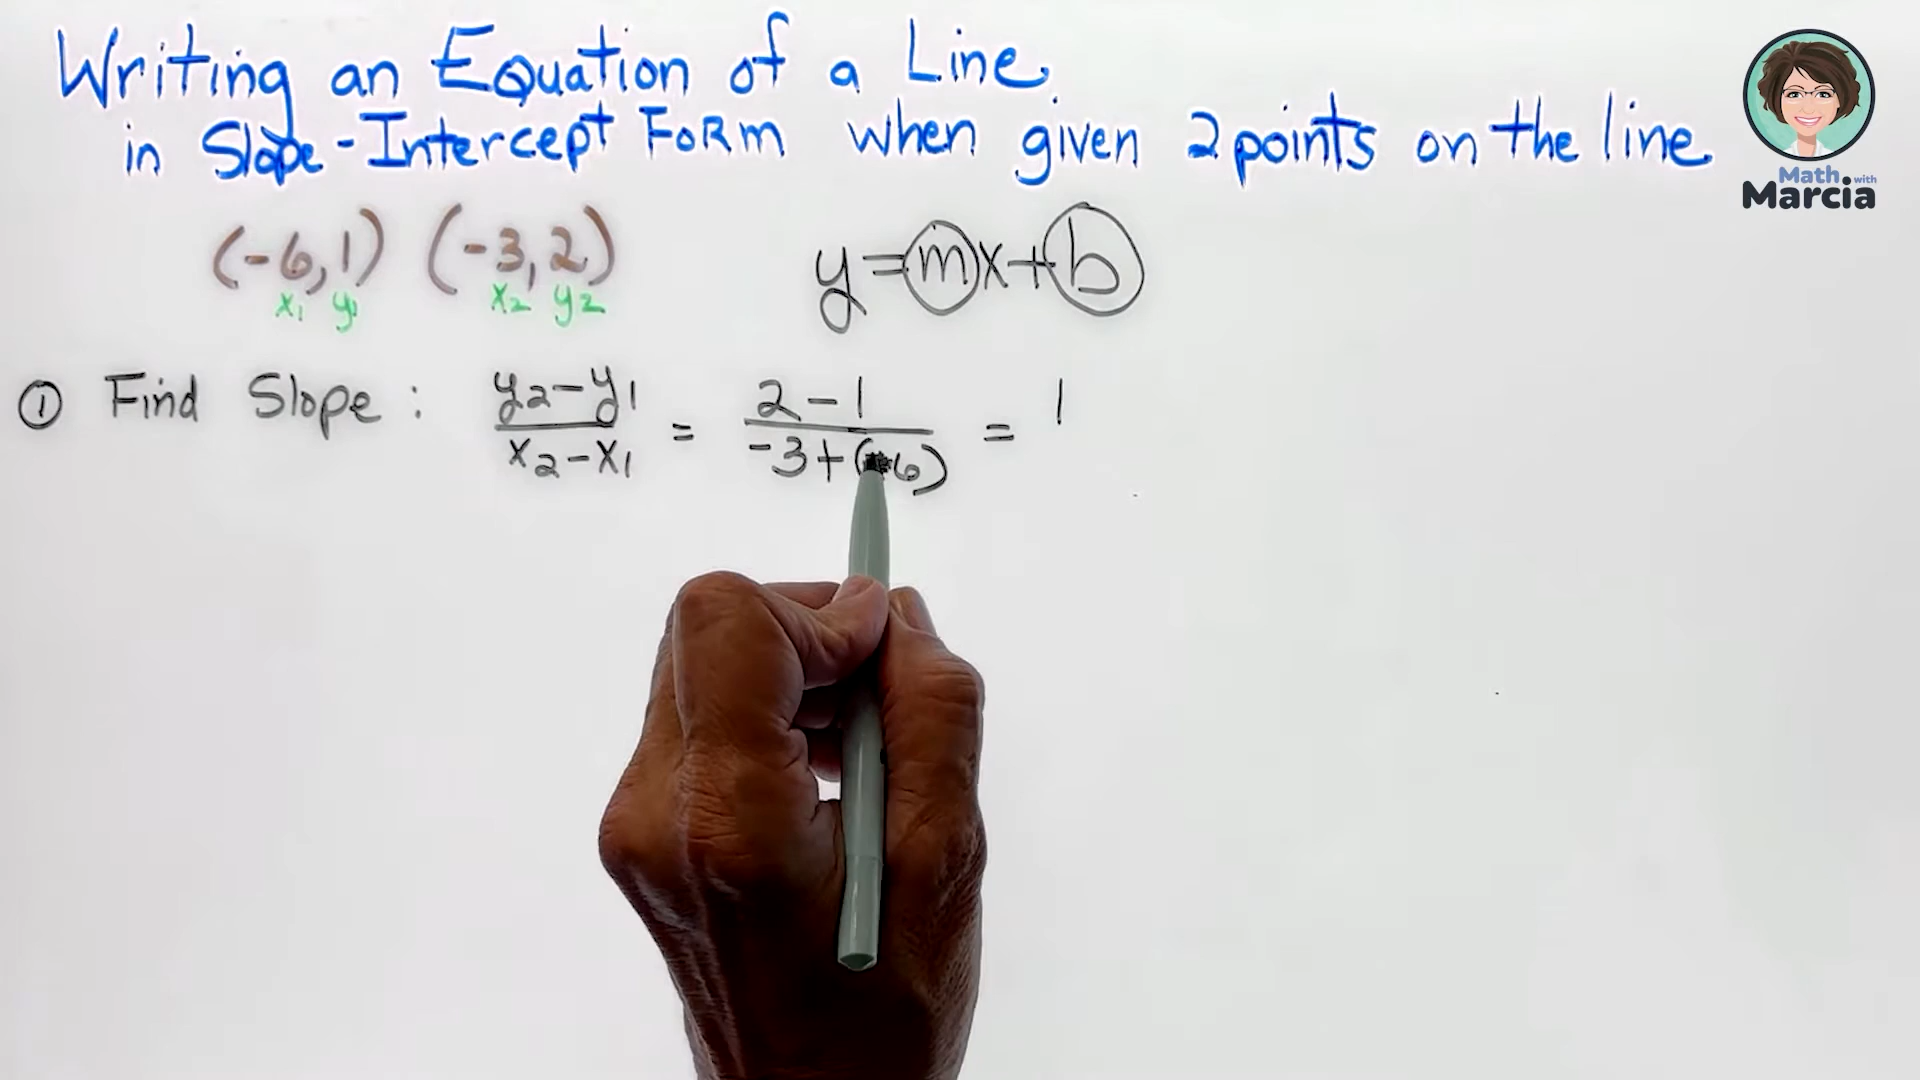 Writing an Equation of a Line
in Slope-Intercept Form when given 2 points on the line
Math with
Marcia
(-6, 1) (-3, 2)
x₁ y₁ x₂ y₂
y = mx + b
① Find Slope: (y₂ - y₁)/(x₂ - x₁) = (2 - 1)/(-3 + (+6)) = 1